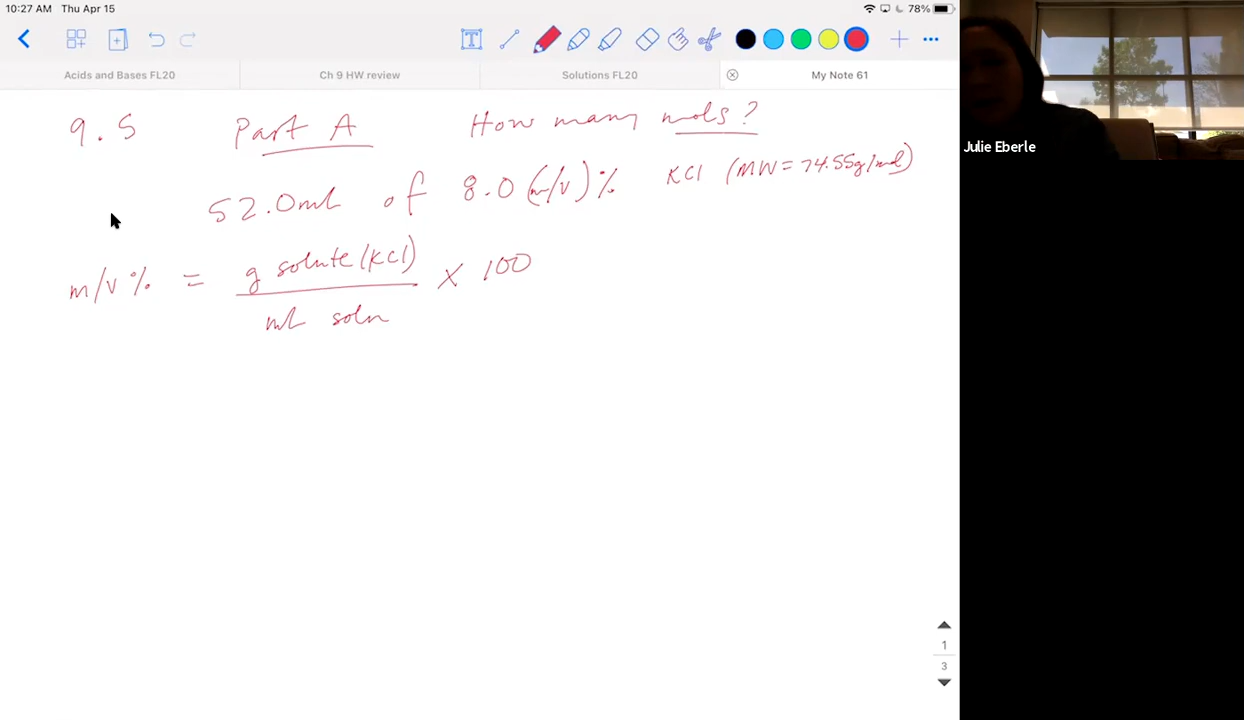 10:27 AM Thu Apr 15 78%
Acids and Bases FL20 Ch 9 HW review Solutions FL20 My Note 61
Julie Eberle
9.5 Part A How many mols?
52.0mL of 8.0 (m/v)% KCl (MW = 74.55g/mol)
m/v% = g solute (KCl) x 100
mL soln
1
3